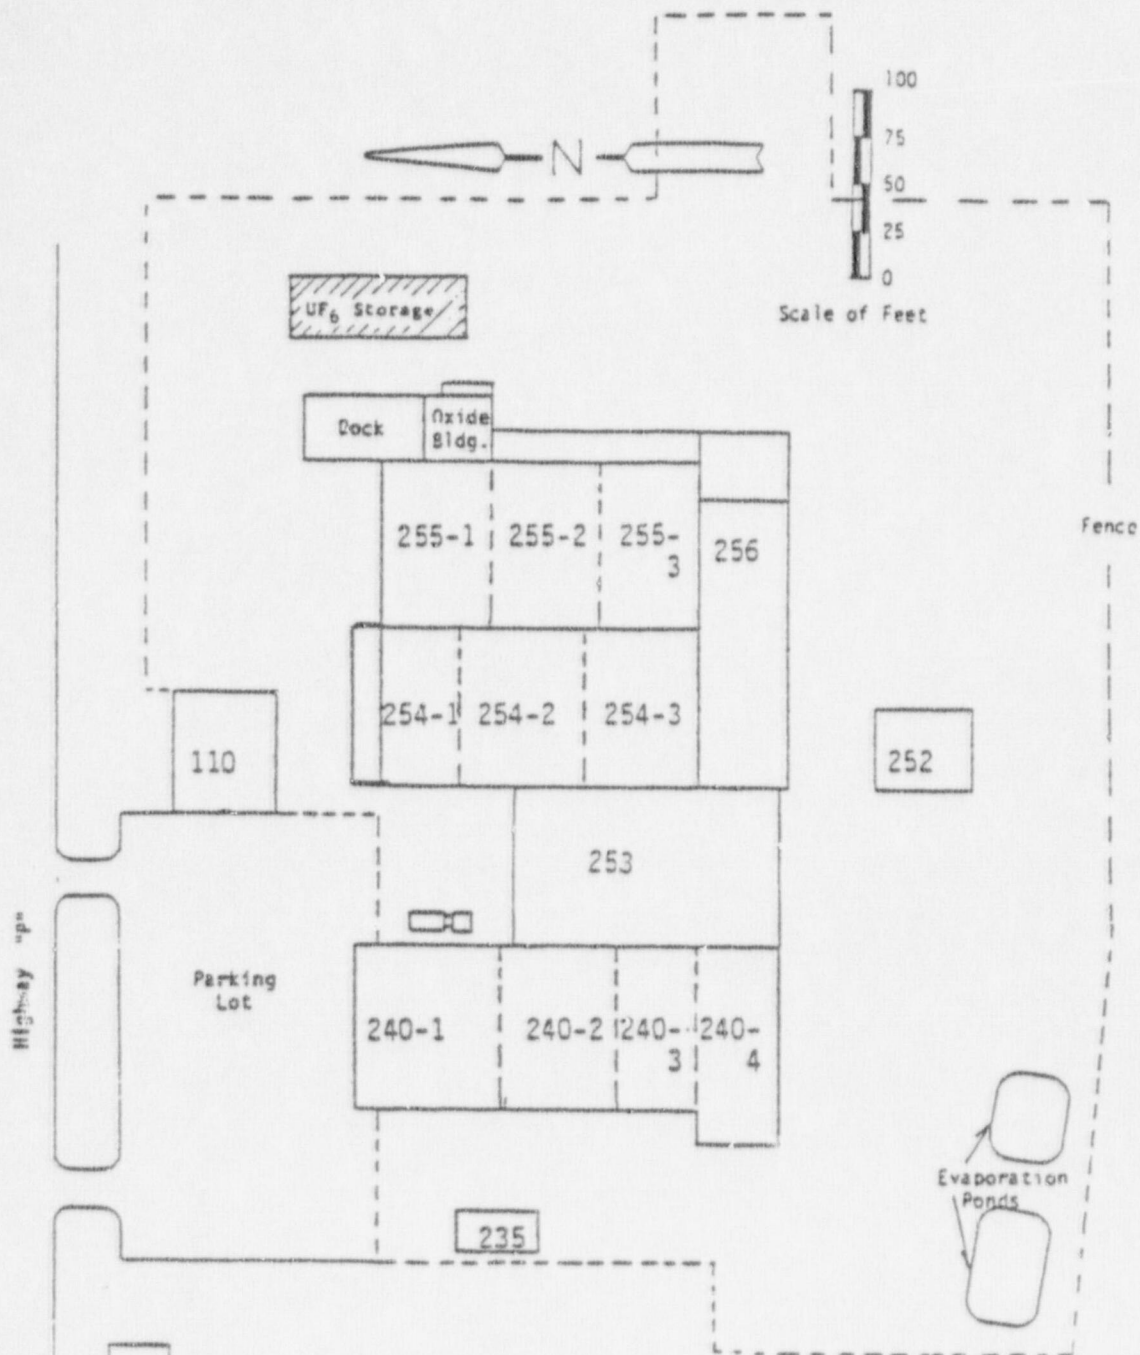 N
100
75
50
25
0
Scale of Feet
UF₆ Storage
Dock
Oxide
Bldg.
255-1
255-2
255-
3
256
Fence
254-1
254-2
254-3
110
252
253
Highway "P"
Parking
Lot
240-1
240-2
240-
3
240-
4
Evaporation
Ponds
235